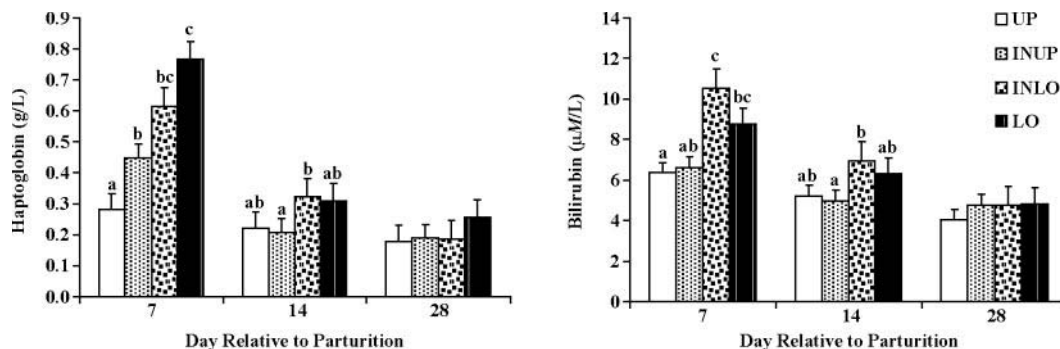 Haptoglobin (g/L)
0.9
0.8
0.7
0.6
0.5
0.4
0.3
0.2
0.1
0.0
a
b
bc
c
ab
a
b
ab
7
14
28
Day Relative to Parturition
Bilirubin (μM/L)
14
12
10
8
6
4
2
0
a
ab
c
bc
ab
a
b
ab
7
14
28
Day Relative to Parturition
UP
INUP
INLO
LO